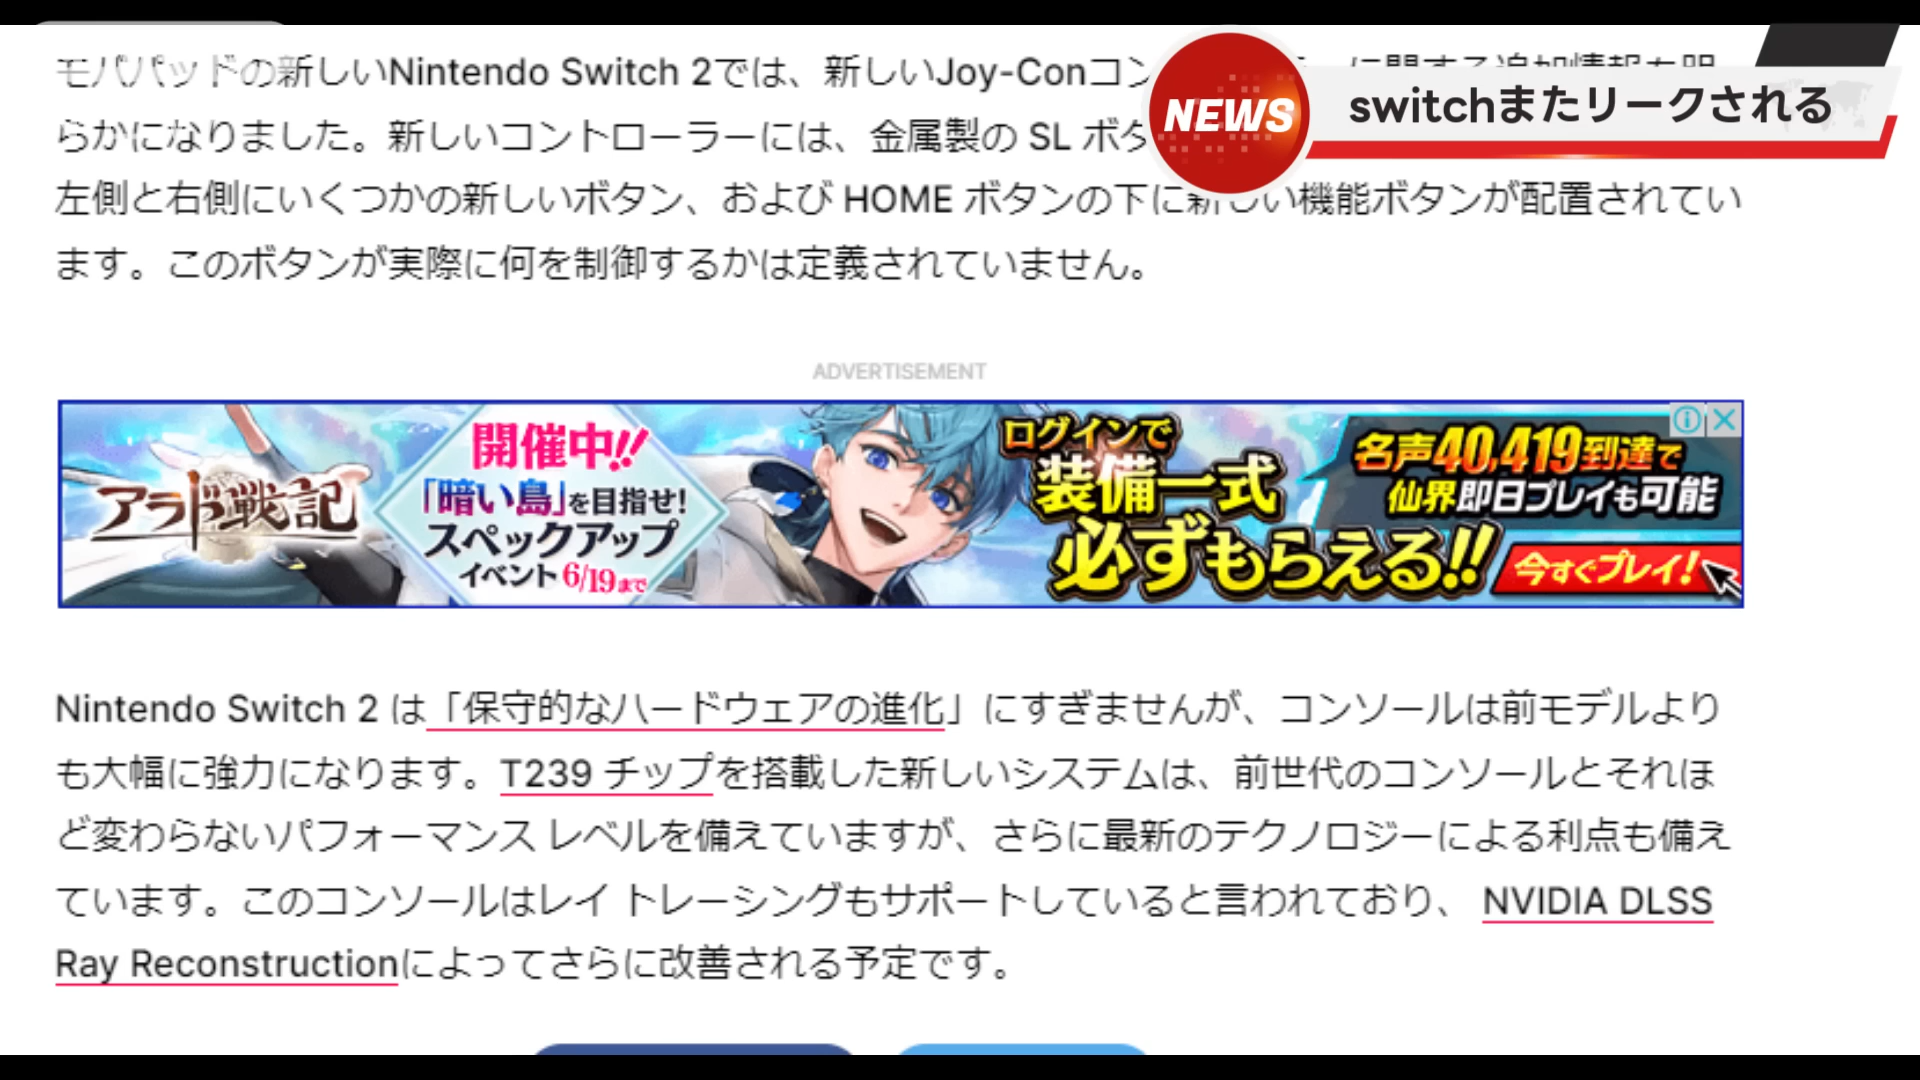 モパパッドの新しいNintendo Switch 2では、新しいJoy-Conコン
NEWS
switchまたリークされる
らかになりました。新しいコントローラーには、金属製の SL ボタ
左側と右側にいくつかの新しいボタン、および HOME ボタンの下に新しい機能ボタンが配置されてい
ます。このボタンが実際に何を制御するかは定義されていません。
ADVERTISEMENT
アラド戦記
開催中!!
「暗い島」を目指せ!
スペックアップ
イベント 6/19まで
ログインで
装備一式
必ずもらえる!!
名声40,419到達で
仙界即日プレイも可能
今すぐプレイ!
Nintendo Switch 2 は「保守的なハードウェアの進化」にすぎませんが、コンソールは前モデルより
も大幅に強力になります。T239 チップを搭載した新しいシステムは、前世代のコンソールとそれほ
ど変わらないパフォーマンス レベルを備えていますが、さらに最新のテクノロジーによる利点も備え
ています。このコンソールはレイ トレーシングもサポートしていると言われており、 NVIDIA DLSS
Ray Reconstructionによってさらに改善される予定です。